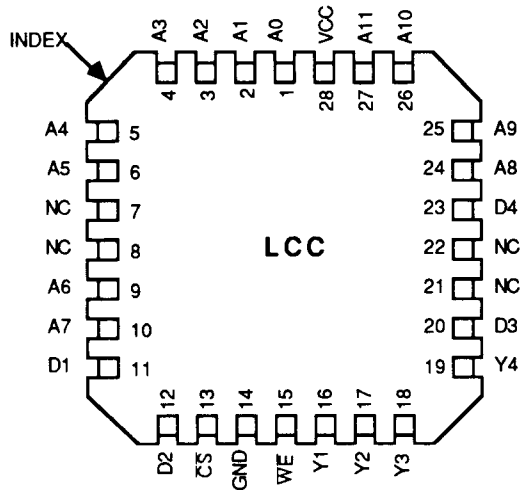 INDEX
A3 A2 A1 A0 VCC A11 A10
4 3 2 1 28 27 26
A4 5 25 A9
A5 6 24 A8
NC 7 23 D4
NC 8 LCC 22 NC
A6 9 21 NC
A7 10 20 D3
D1 11 19 Y4
12 13 14 15 16 17 18
D2 C̅S̅ GND W̅E̅ Y1 Y2 Y3